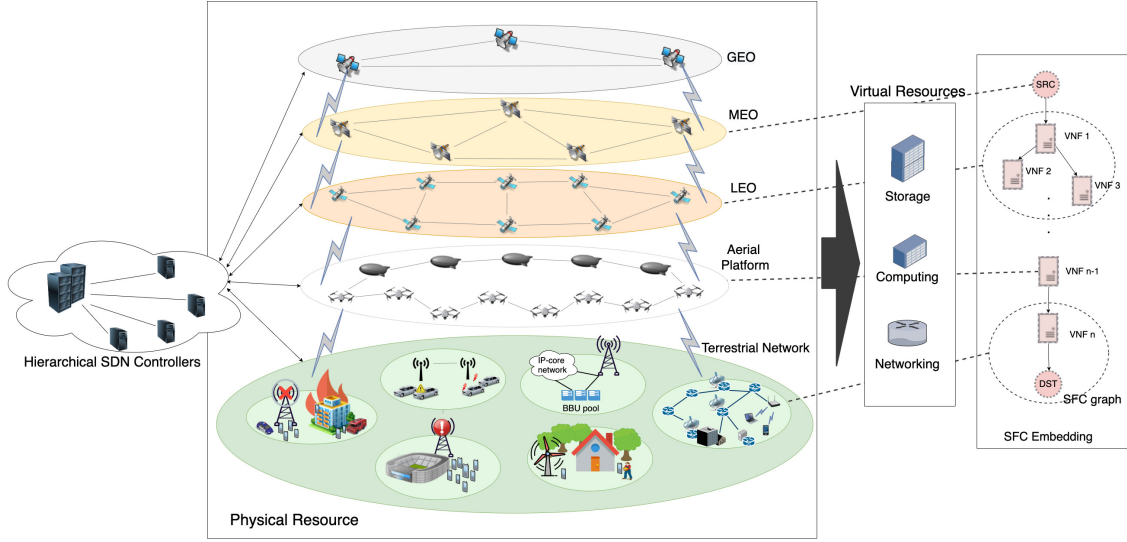 GEO
MEO
LEO
Aerial
Platform
Hierarchical SDN Controllers
Terrestrial Network
IP-core
network
BBU pool
Physical Resource
Virtual Resources
Storage
Computing
Networking
SRC
VNF 1
VNF 2
VNF 3
VNF n-1
VNF n
DST
SFC graph
SFC Embedding